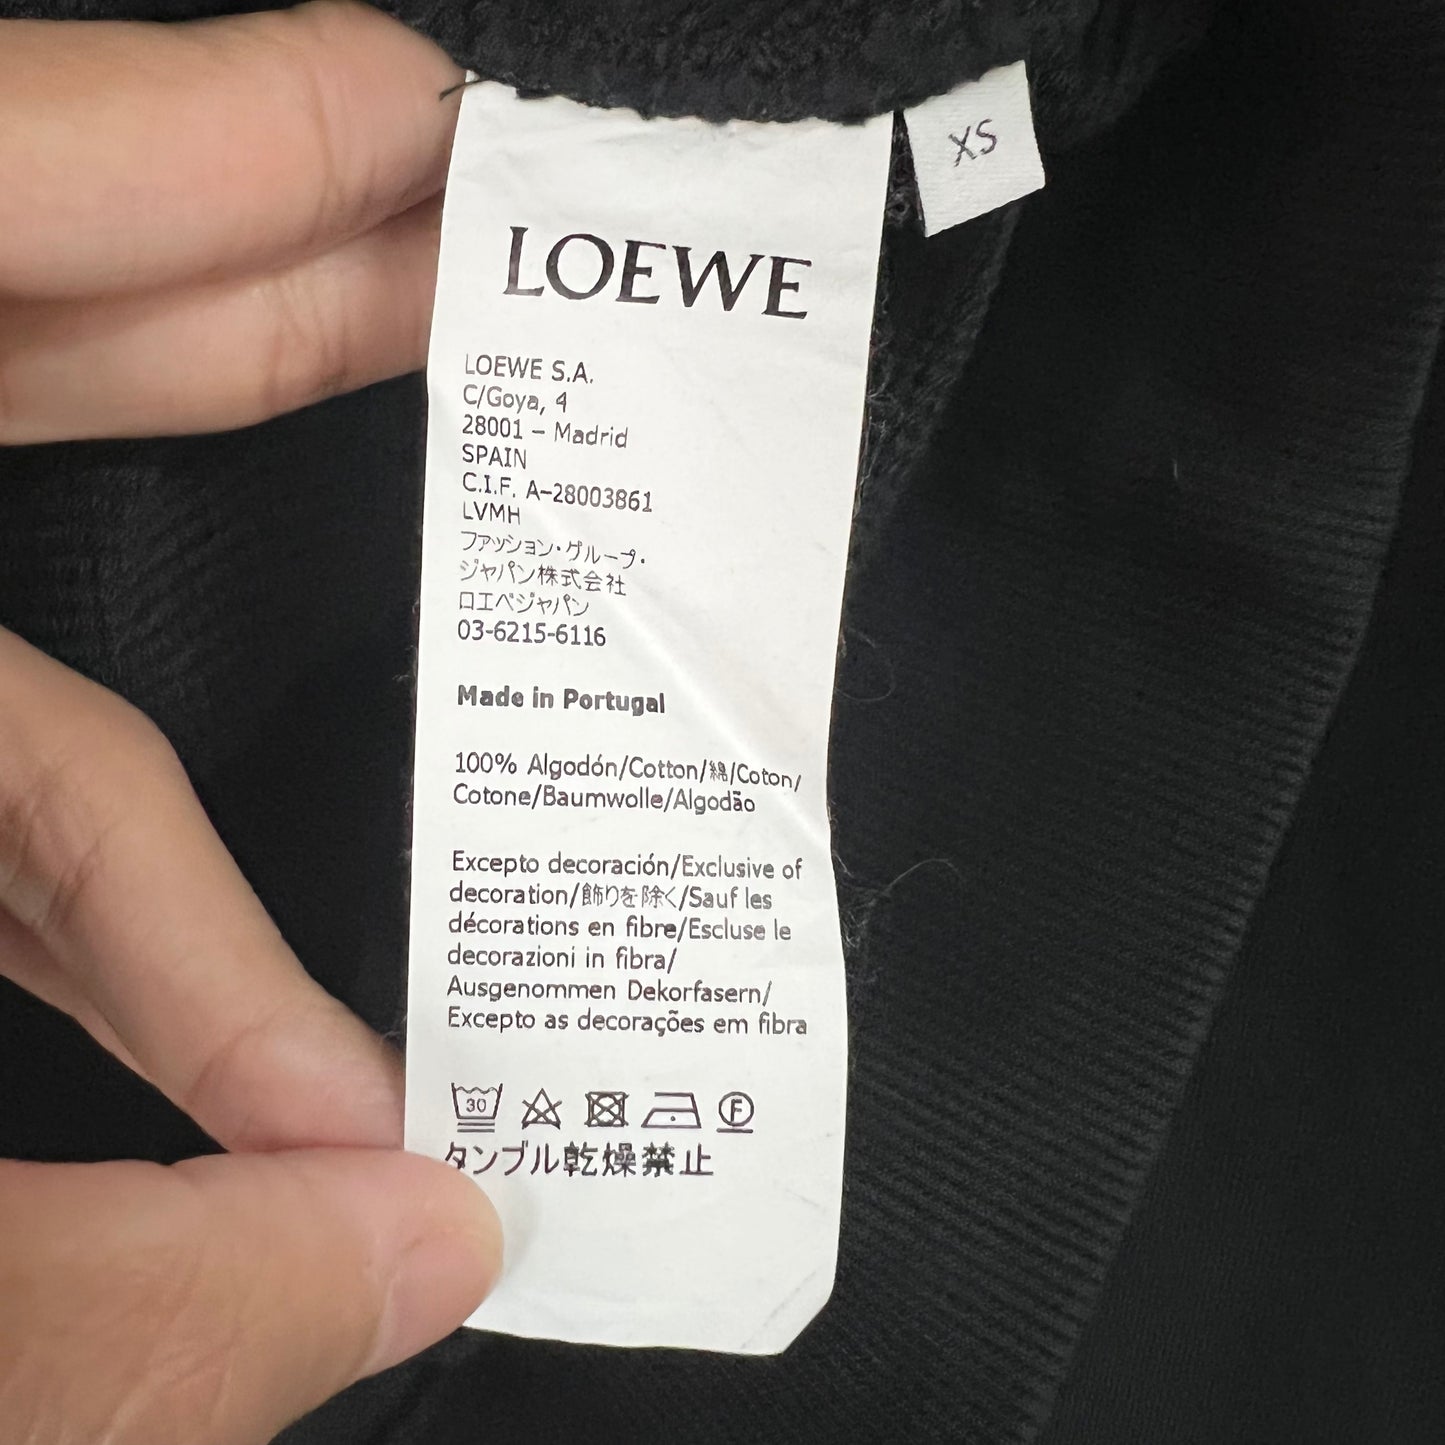 XS
LOEWE
LOEWE S.A.
C/Goya, 4
28001 – Madrid
SPAIN
C.I.F. A–28003861
LVMH
ファッション・グループ・
ジャパン株式会社
ロエベジャパン
03-6215-6116
Made in Portugal
100% Algodón/Cotton/綿/Coton/
Cotone/Baumwolle/Algodão
Excepto decoración/Exclusive of
decoration/飾りを除く/Sauf les
décorations en fibre/Escluse le
decorazioni in fibra/
Ausgenommen Dekorfasern/
Excepto as decorações em fibra
30 F
タンブル乾燥禁止